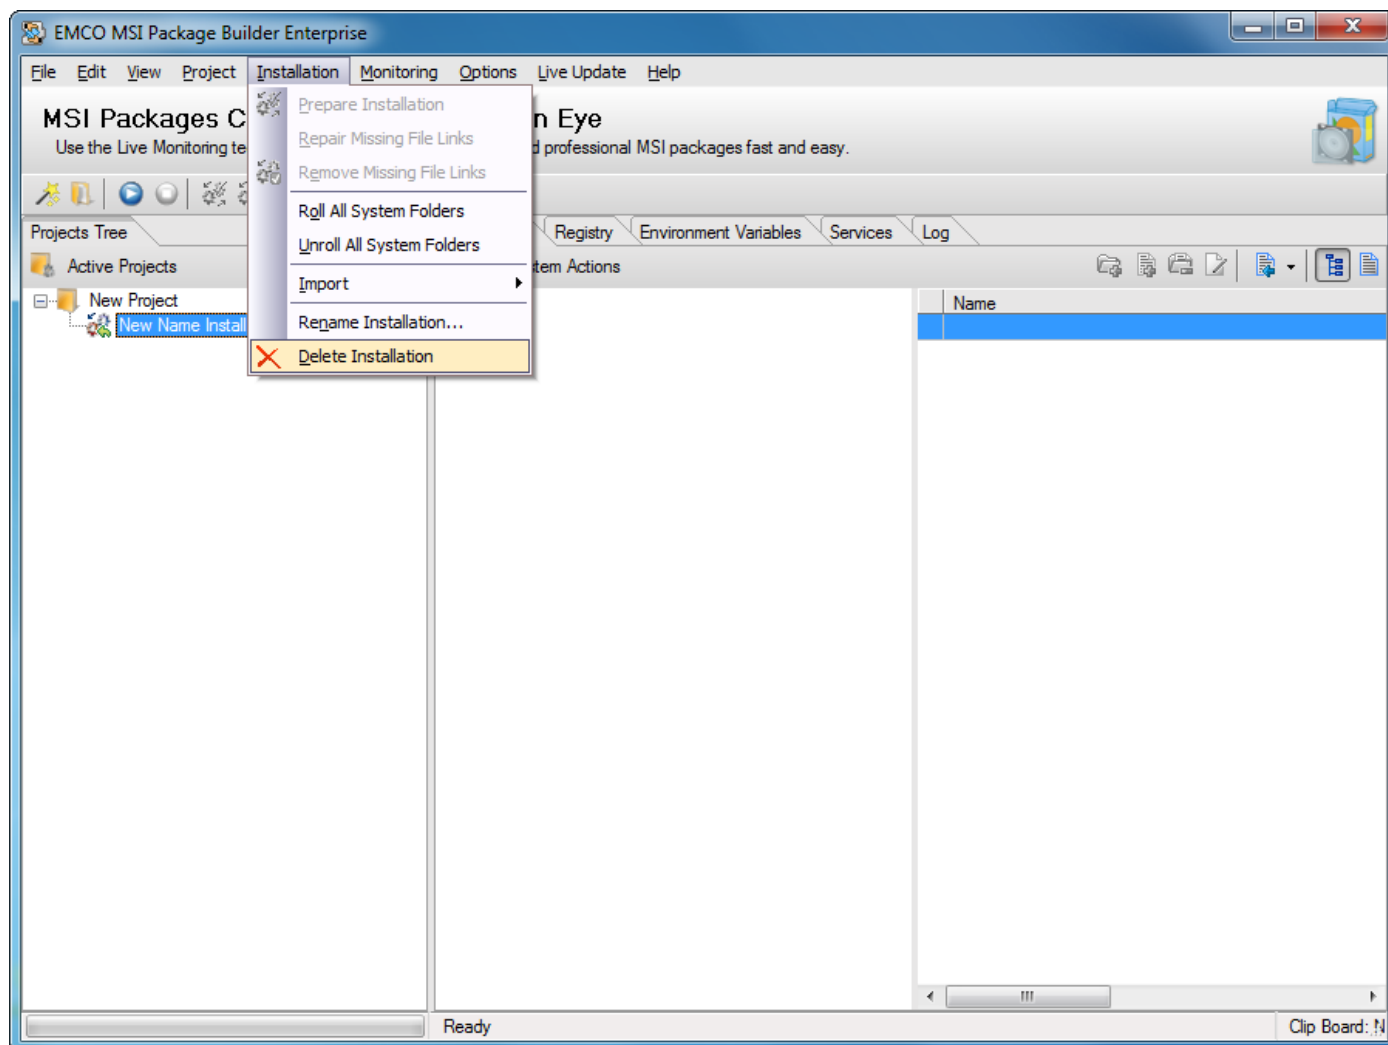 EMCO MSI Package Builder Enterprise
File Edit View Project Installation Monitoring Options Live Update Help
MSI Packages C
n Eye
Use the Live Monitoring te
d professional MSI packages fast and easy.
Prepare Installation
Repair Missing File Links
Remove Missing File Links
Roll All System Folders
Unroll All System Folders
Import
Rename Installation...
Delete Installation
Projects Tree
Registry Environment Variables Services Log
Active Projects
tem Actions
New Project
New Name Install
Name
Ready
Clip Board: N